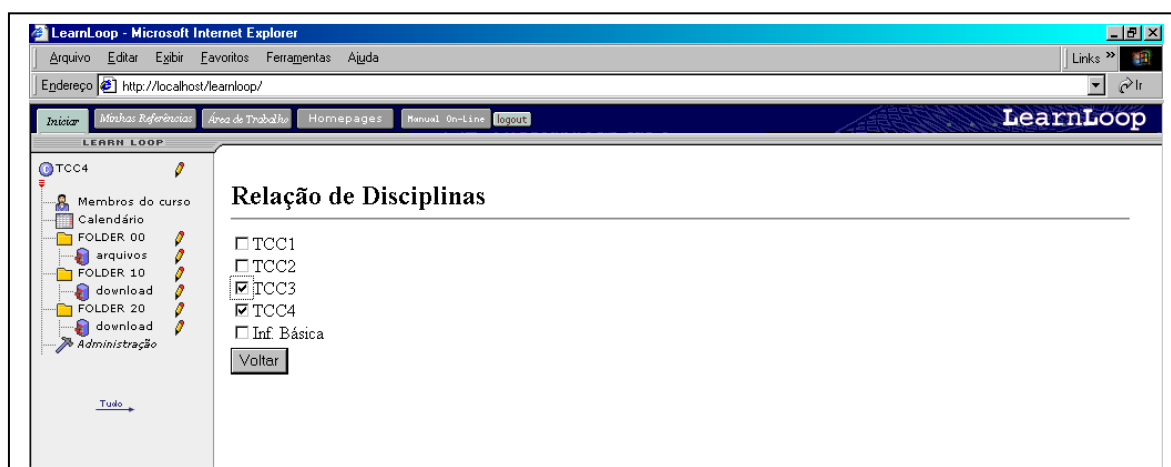 LearnLoop - Microsoft Internet Explorer
Arquivo Editar Exibir Favoritos Ferramentas Ajuda Links »
Endereço http://localhost/learnloop/ Ir
Iniciar Minhas Referências Área de Trabalho Homepages Manual On-Line logout LearnLoop
LEARN LOOP
TCC4
Membros do curso
Calendário
FOLDER 00
arquivos
FOLDER 10
download
FOLDER 20
download
Administração
Tudo
Relação de Disciplinas
TCC1
TCC2
TCC3
TCC4
Inf. Básica
Voltar